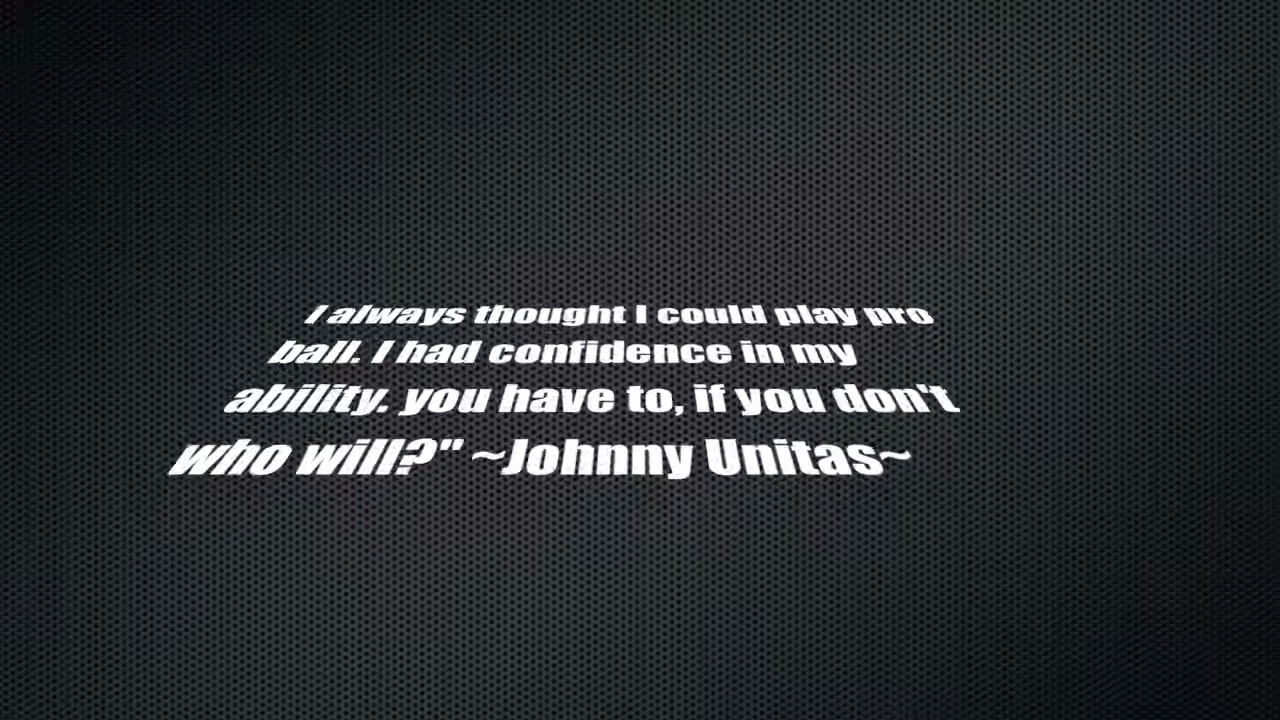 I always thought I could play pro
ball. I had confidence in my
ability. you have to, if you don't
who will?" ~Johnny Unitas~